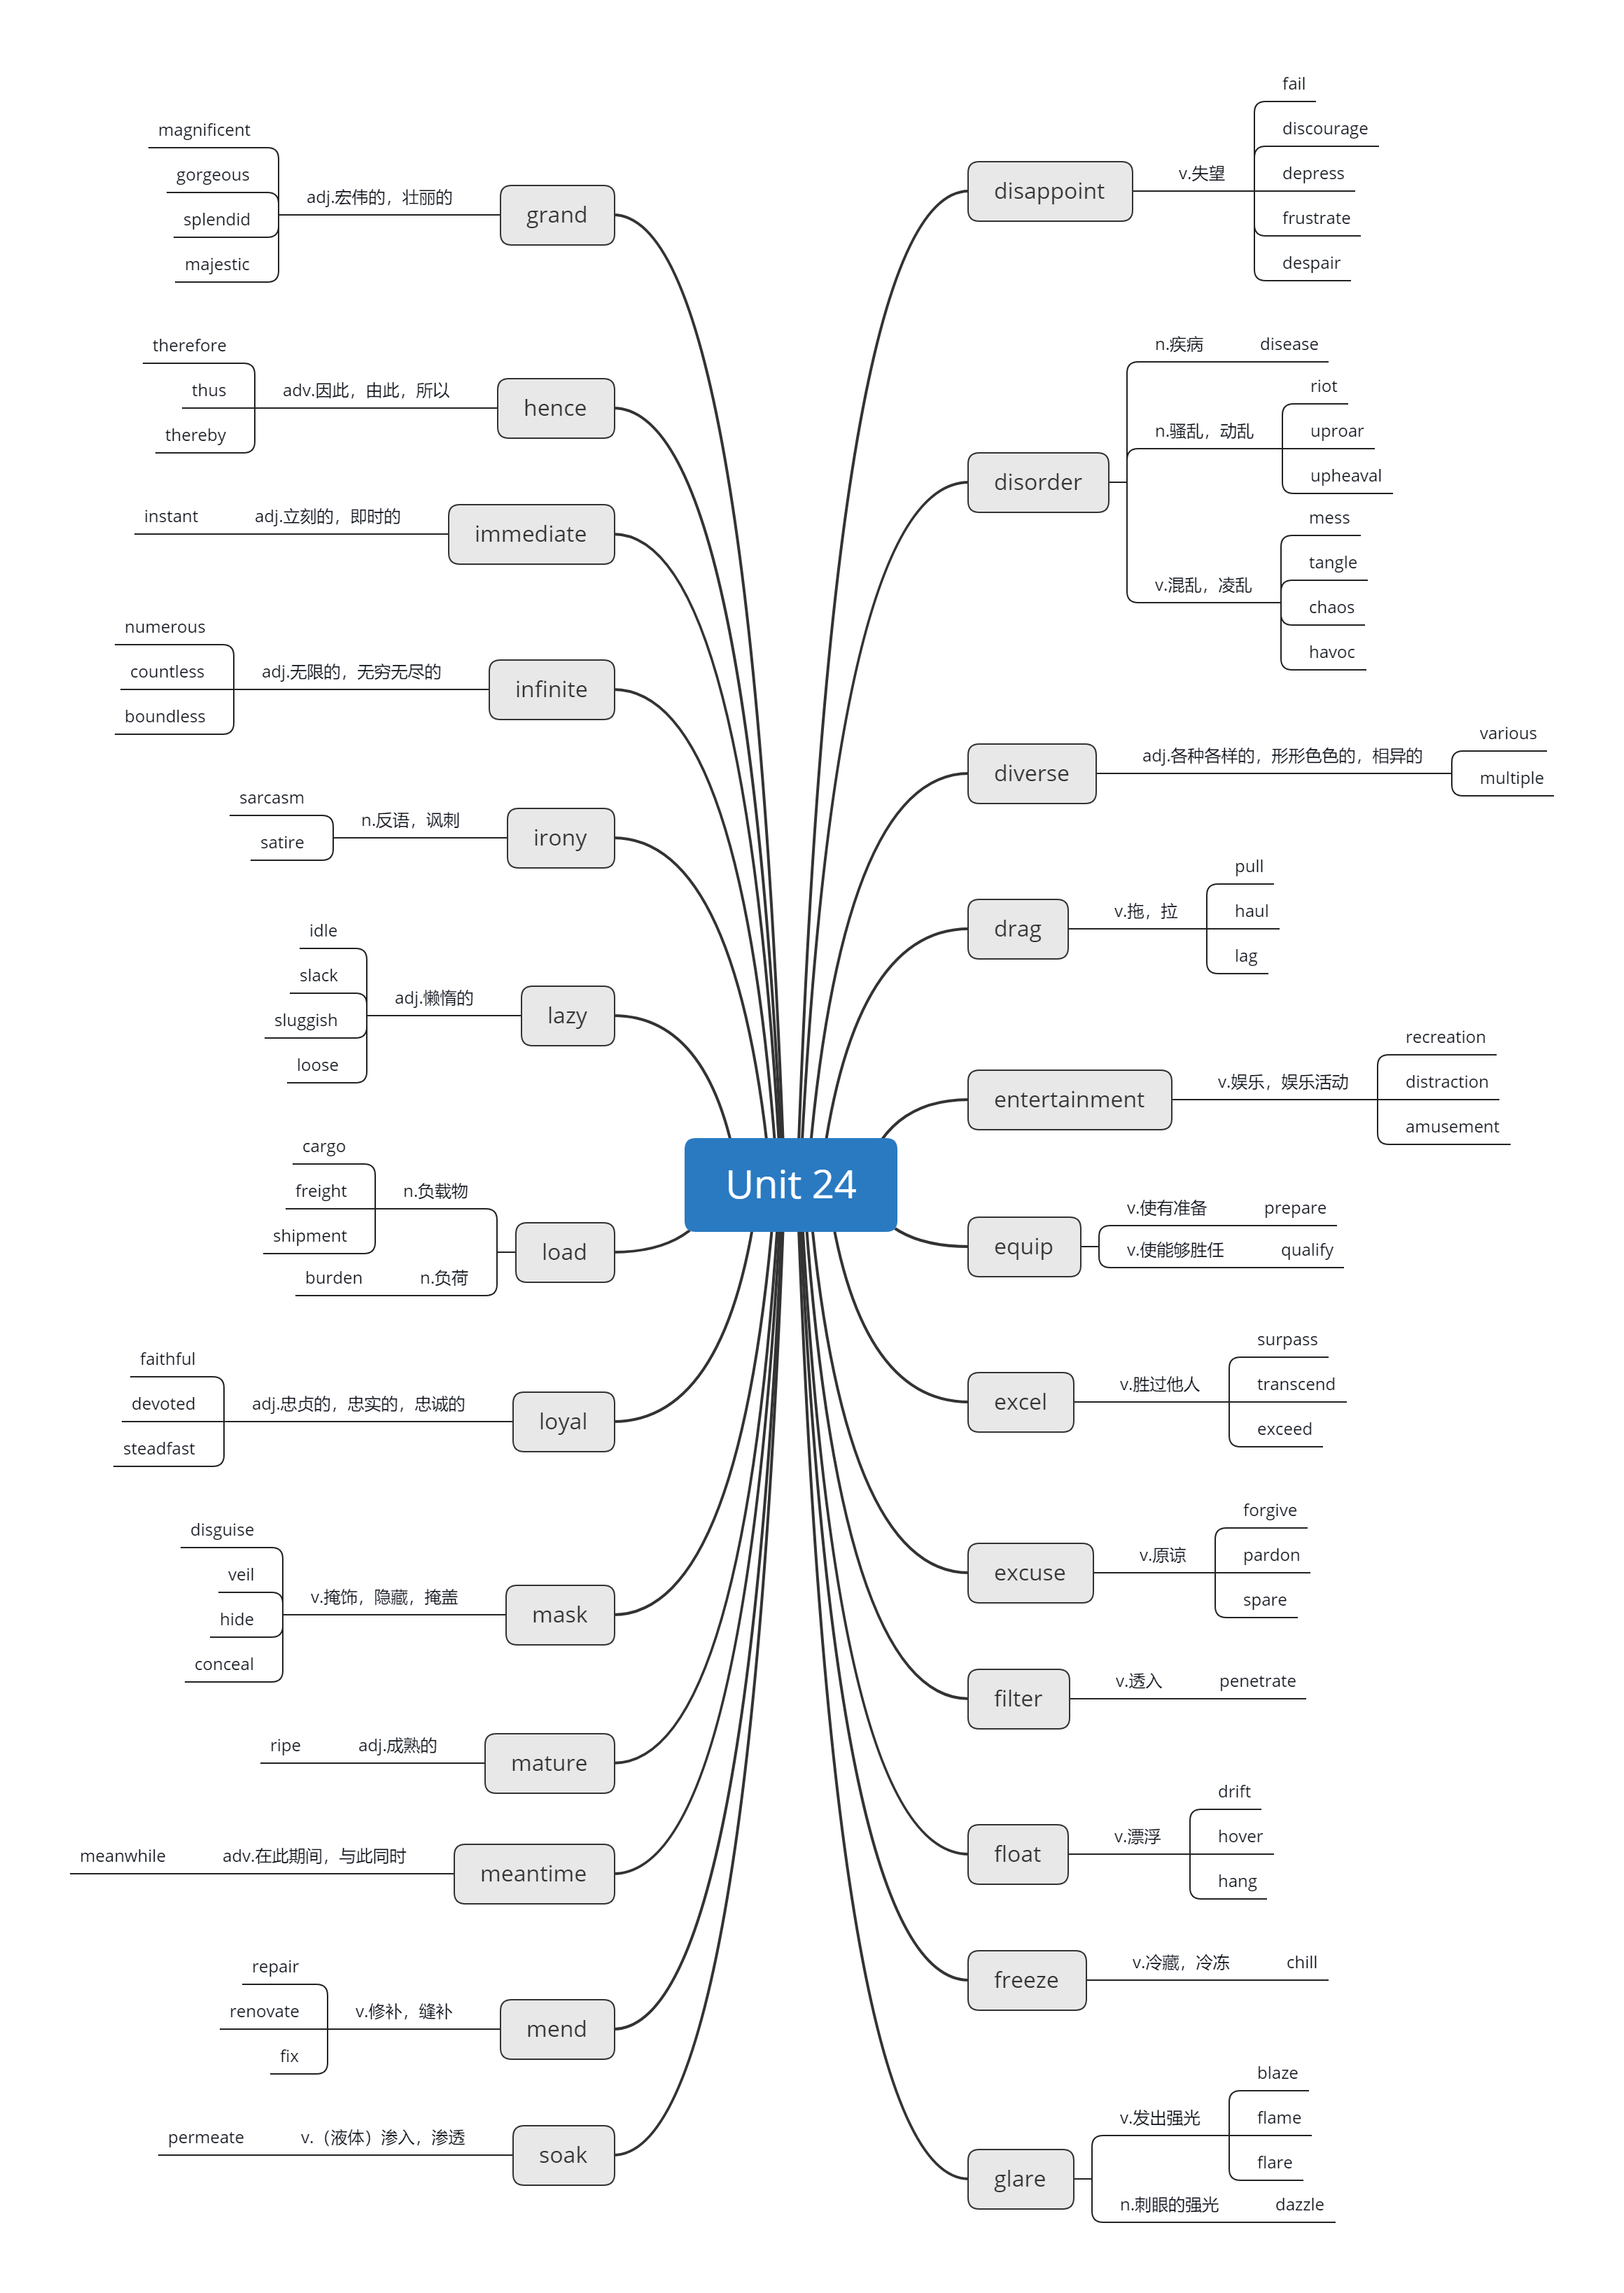 Unit 24
disappoint
v.失望
fail
discourage
depress
frustrate
despair
disorder
n.疾病
disease
n.骚乱，动乱
riot
uproar
upheaval
v.混乱，凌乱
mess
tangle
chaos
havoc
diverse
adj.各种各样的，形形色色的，相异的
various
multiple
drag
v.拖，拉
pull
haul
lag
entertainment
v.娱乐，娱乐活动
recreation
distraction
amusement
equip
v.使有准备
prepare
v.使能够胜任
qualify
excel
v.胜过他人
surpass
transcend
exceed
excuse
v.原谅
forgive
pardon
spare
filter
v.透入
penetrate
float
v.漂浮
drift
hover
hang
freeze
v.冷藏，冷冻
chill
glare
v.发出强光
blaze
flame
flare
n.刺眼的强光
dazzle
grand
adj.宏伟的，壮丽的
magnificent
gorgeous
splendid
majestic
hence
adv.因此，由此，所以
therefore
thus
thereby
immediate
adj.立刻的，即时的
instant
infinite
adj.无限的，无穷无尽的
numerous
countless
boundless
irony
n.反语，讽刺
sarcasm
satire
lazy
adj.懒惰的
idle
slack
sluggish
loose
load
n.负载物
cargo
freight
shipment
n.负荷
burden
loyal
adj.忠贞的，忠实的，忠诚的
faithful
devoted
steadfast
mask
v.掩饰，隐藏，掩盖
disguise
veil
hide
conceal
mature
adj.成熟的
ripe
meantime
adv.在此期间，与此同时
meanwhile
mend
v.修补，缝补
repair
renovate
fix
soak
v.（液体）渗入，渗透
permeate